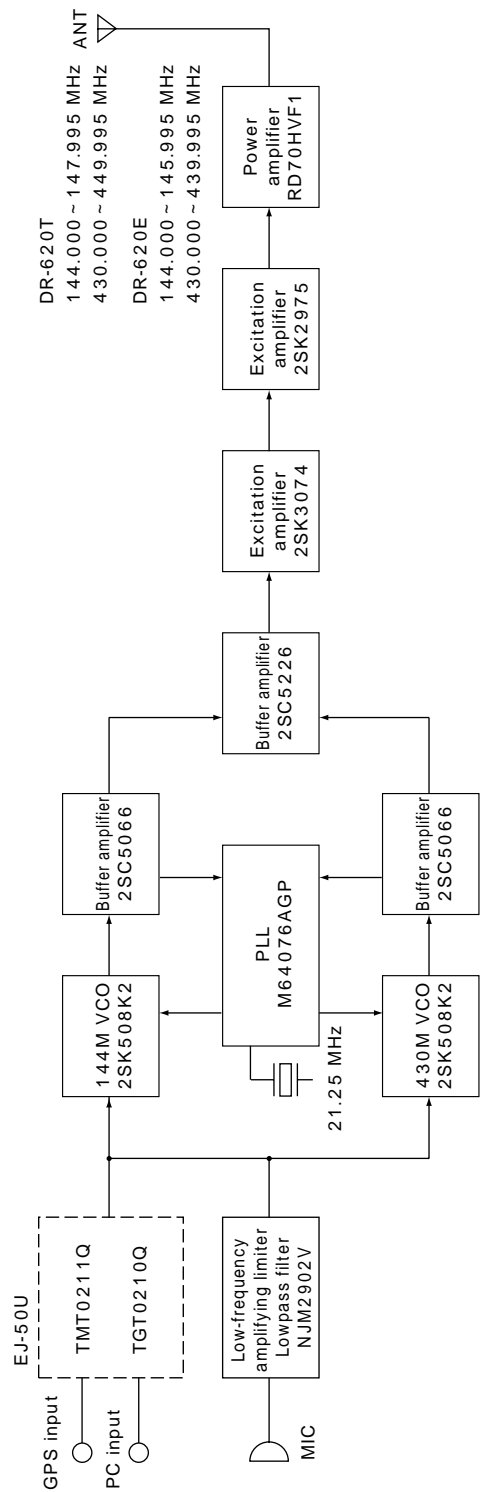 EJ-50U
GPS input
PC input
TMT0211Q
TGT0210Q
MIC
Low-frequency
amplifying limiter
Lowpass filter
NJM2902V
144M VCO
2SK508K2
Buffer amplifier
2SC5066
PLL
M64076AGP
21.25 MHz
430M VCO
2SK508K2
Buffer amplifier
2SC5066
Buffer amplifier
2SC5226
Excitation
amplifier
2SK3074
Excitation
amplifier
2SK2975
Power
amplifier
RD70HVF1
DR-620T
144.000 ~ 147.995 MHz
430.000 ~ 449.995 MHz
DR-620E
144.000 ~ 145.995 MHz
430.000 ~ 439.995 MHz
ANT